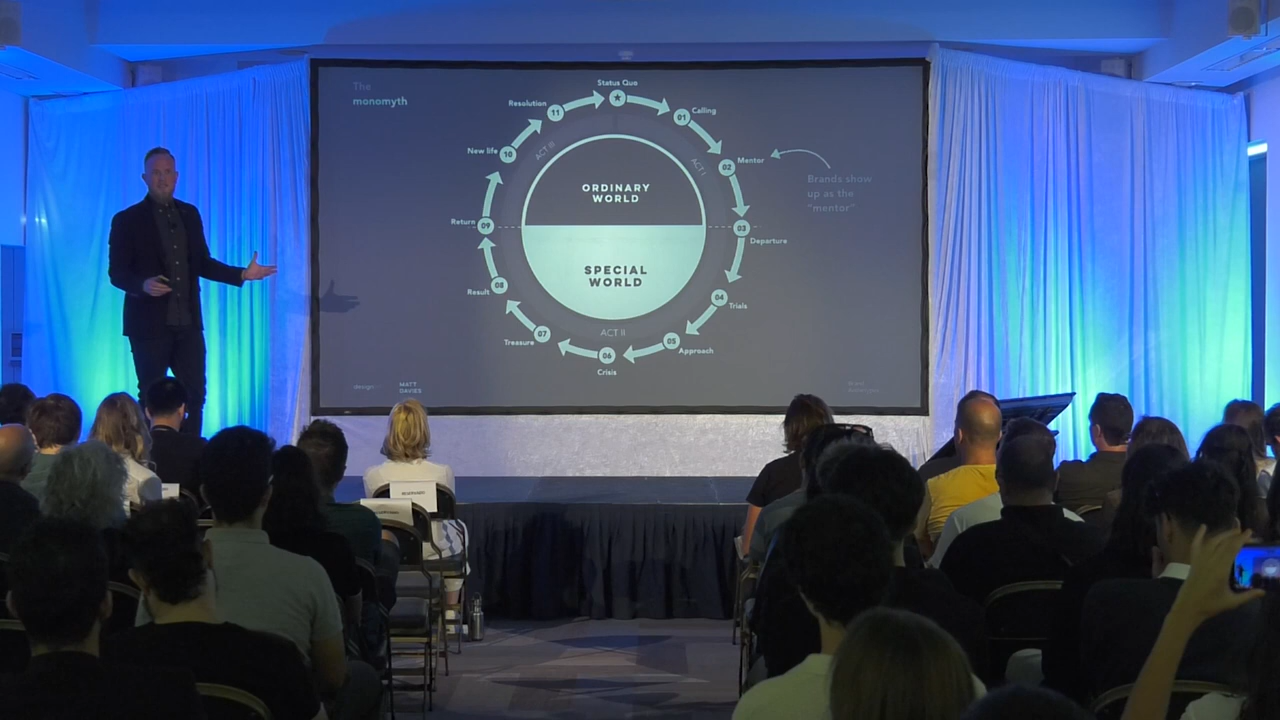 The
monomyth
Status Quo
Resolution
11
★
01
Calling
New life
10
ACT III
ACT I
02
Mentor
Brands show
up as the
"mentor"
ORDINARY
WORLD
Return
09
03
Departure
SPECIAL
WORLD
Result
08
04
Trials
ACT II
Treasure
07
06
05
Approach
Crisis
MATT
DAVIES
RESERVED